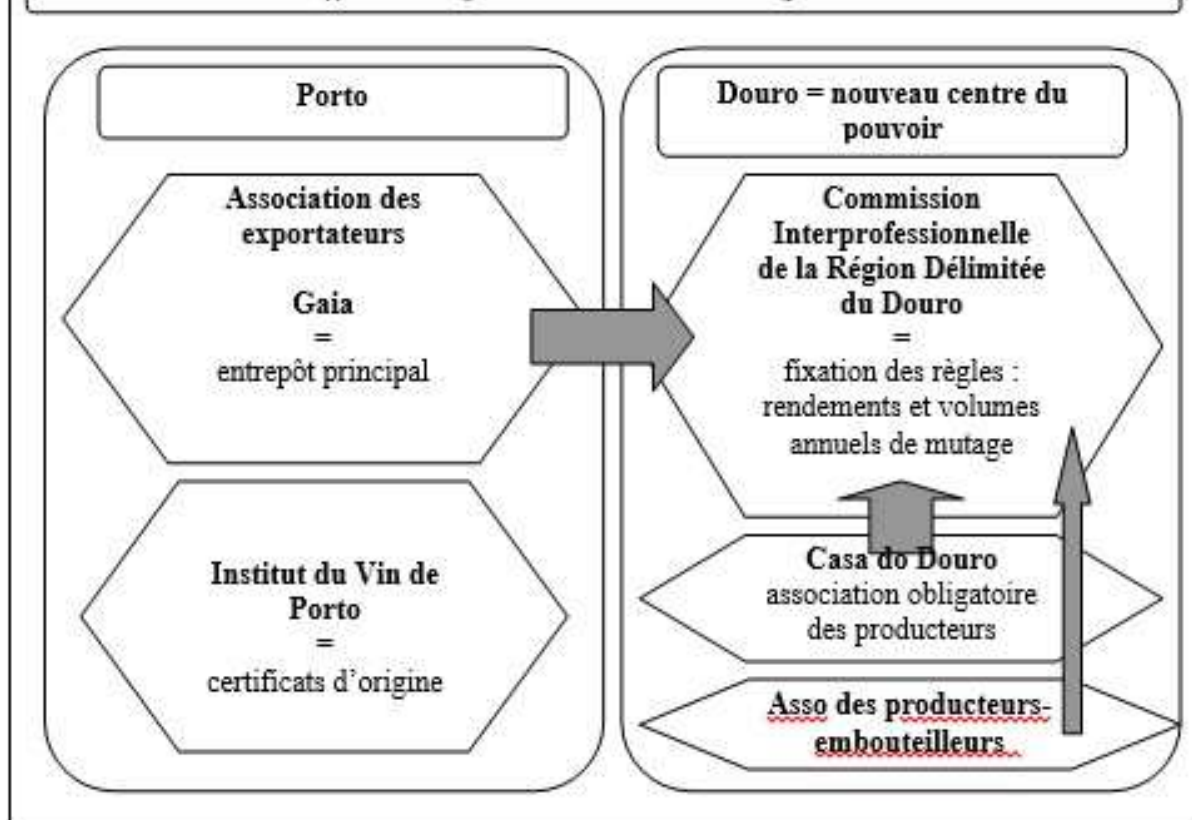 Porto
Association des
exportateurs
Gaia
=
entrepôt principal
Institut du Vin de
Porto
=
certificats d’origine
Douro = nouveau centre du
pouvoir
Commission
Interprofessionnelle
de la Région Délimitée
du Douro
=
fixation des règles :
rendements et volumes
annuels de mutage
Casa do Douro
association obligatoire
des producteurs
Asso des producteurs-
embouteilleurs